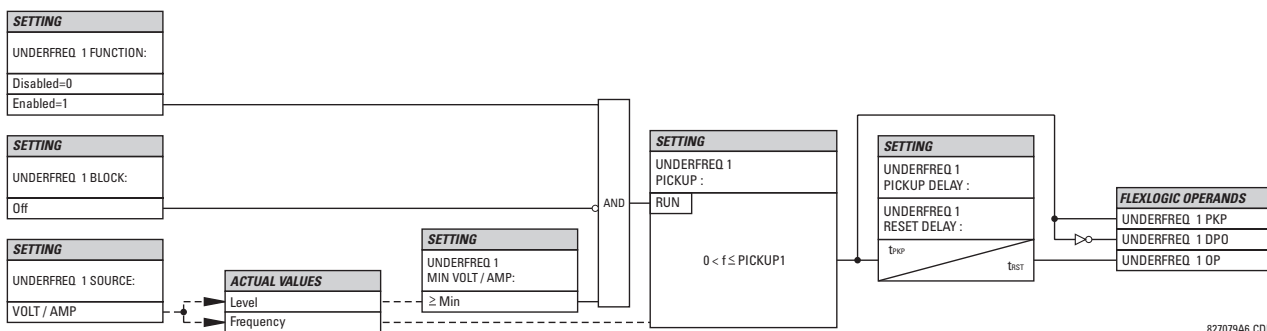 SETTING
UNDERFREQ 1 FUNCTION:
Disabled=0
Enabled=1
SETTING
UNDERFREQ 1 BLOCK:
Off
SETTING
UNDERFREQ 1 SOURCE:
VOLT / AMP
ACTUAL VALUES
Level
Frequency
SETTING
UNDERFREQ 1
MIN VOLT / AMP:
≥ Min
AND
SETTING
UNDERFREQ 1
PICKUP :
RUN
0 < f ≤ PICKUP1
SETTING
UNDERFREQ 1
PICKUP DELAY :
UNDERFREQ 1
RESET DELAY :
tPKP
tRST
FLEXLOGIC OPERANDS
UNDERFREQ 1 PKP
UNDERFREQ 1 DPO
UNDERFREQ 1 OP